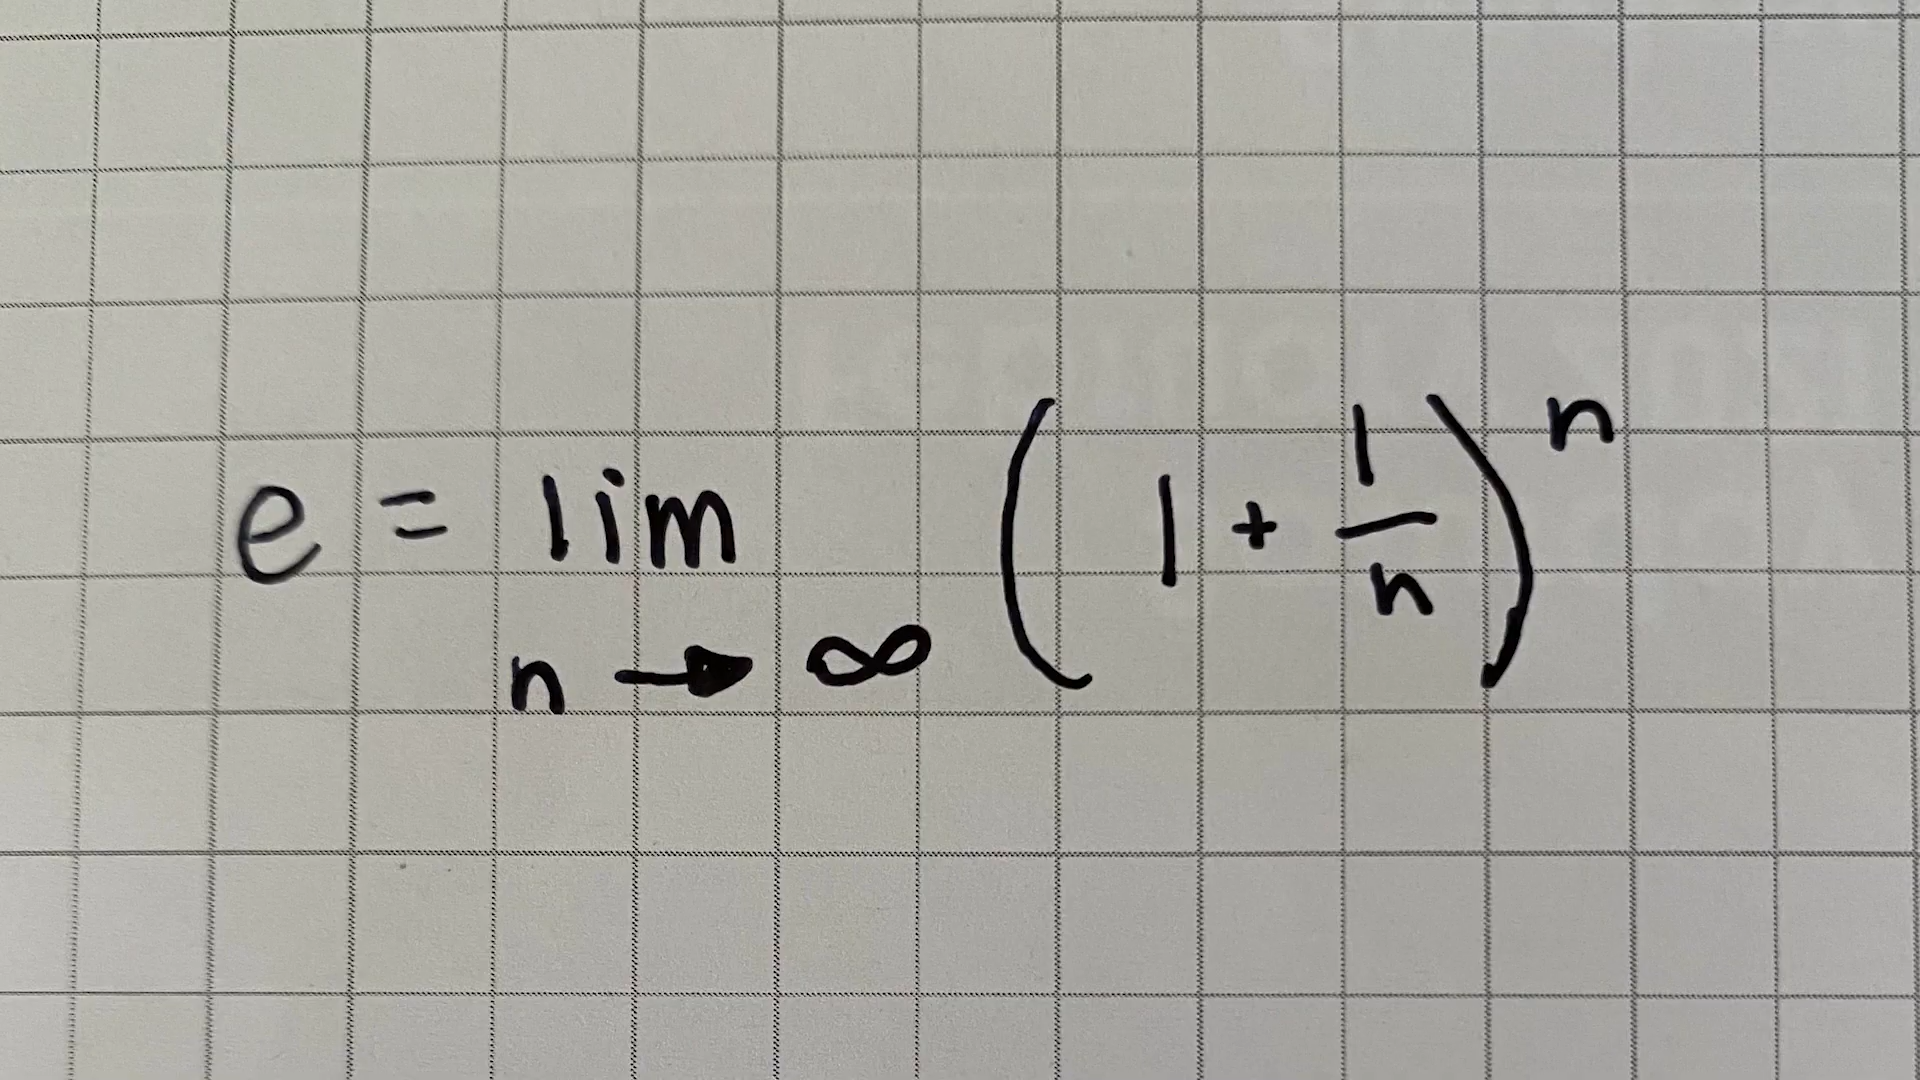 e = lim n → ∞ ( 1 + 1/n )^n